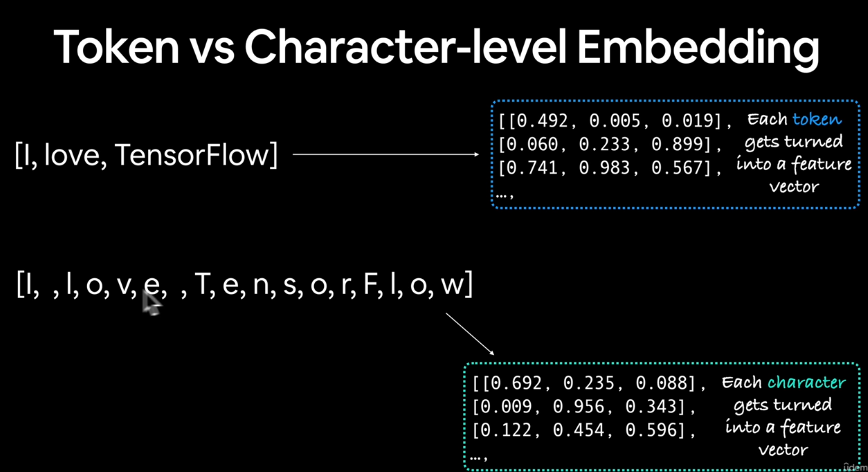 Token vs Character-level Embedding
[I, love, TensorFlow]
[[0.492, 0.005, 0.019],
[0.060, 0.233, 0.899],
[0.741, 0.983, 0.567],
...,
Each token
gets turned
into a feature
vector
[I, , l, o, v, e, , T, e, n, s, o, r, F, l, o, w]
[[0.692, 0.235, 0.088],
[0.009, 0.956, 0.343],
[0.122, 0.454, 0.596],
...,
Each character
gets turned
into a feature
vector